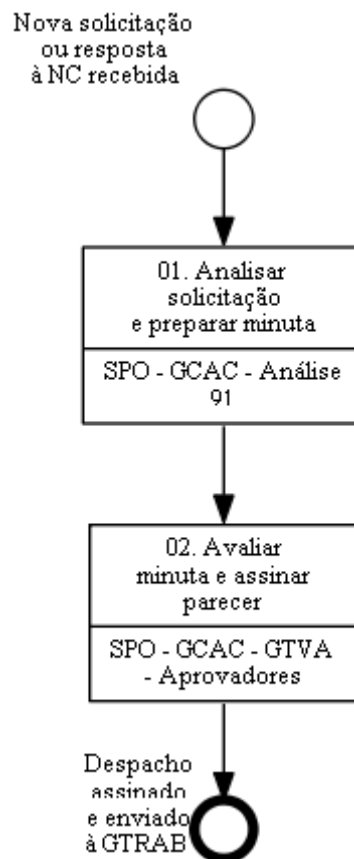 Nova solicitação
ou resposta
à NC recebida
01. Analisar
solicitação
e preparar minuta
SPO - GCAC - Análise
91
02. Avaliar
minuta e assinar
parecer
SPO - GCAC - GTVA
- Aprovadores
Despacho
assinado
e enviado
à GTRAB